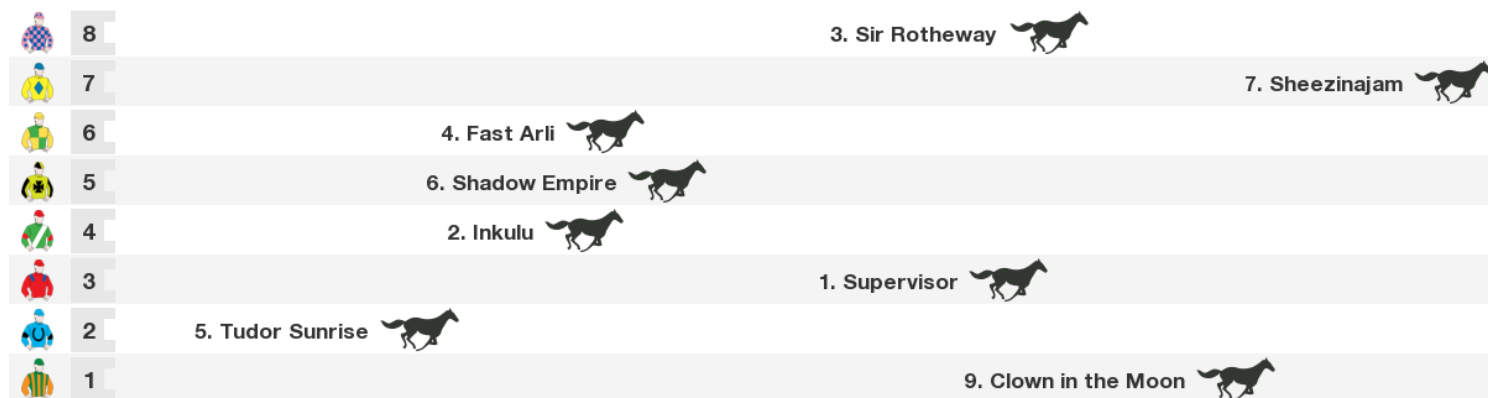 8 3. Sir Rotheway
7 7. Sheezinajam
6 4. Fast Arli
5 6. Shadow Empire
4 2. Inkulu
3 1. Supervisor
2 5. Tudor Sunrise
1 9. Clown in the Moon